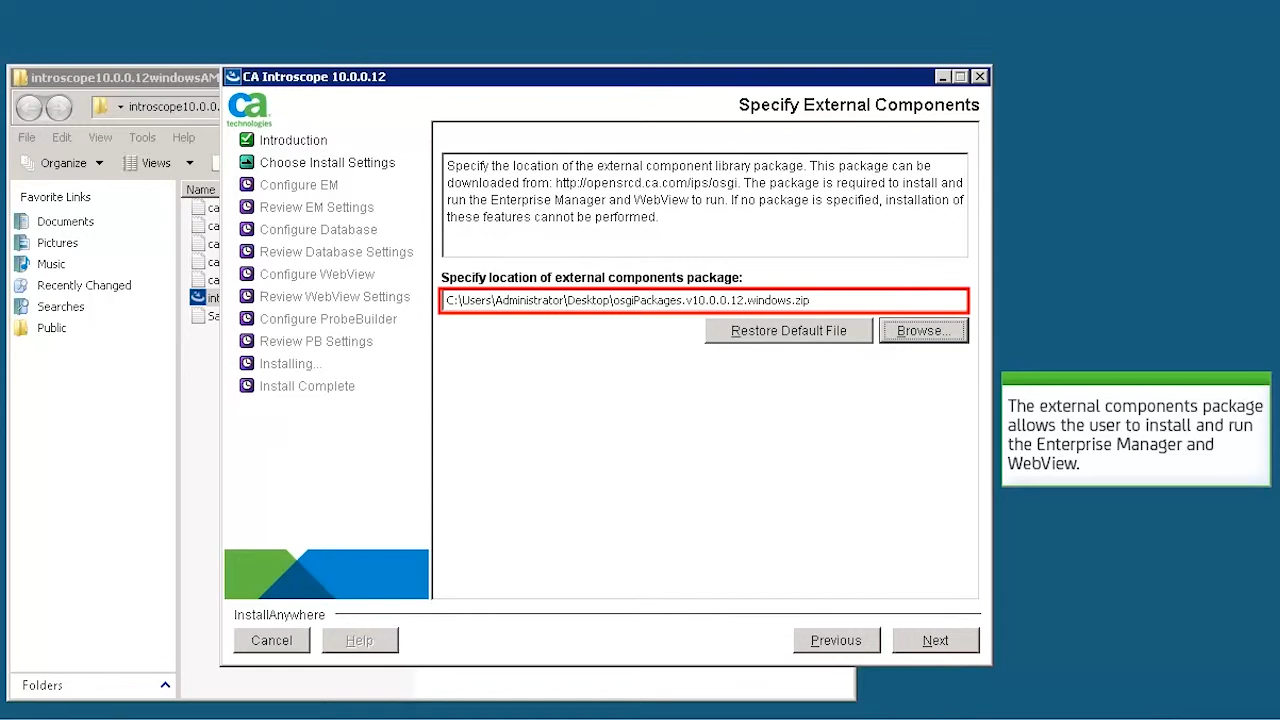 introscope10.0.0.12windowsAM
CA Introscope 10.0.0.12
introscope10.0.0.
File Edit View Tools Help
Organize Views
Favorite Links
Documents
Pictures
Music
Recently Changed
Searches
Public
Folders
Name
ca
ca
ca
ca
ca
int
Sa
ca
technologies
Specify External Components
Introduction
Choose Install Settings
Configure EM
Review EM Settings
Configure Database
Review Database Settings
Configure WebView
Review WebView Settings
Configure ProbeBuilder
Review PB Settings
Installing...
Install Complete
Specify the location of the external component library package. This package can be
downloaded from: http://opensrcd.ca.com/ips/osgi. The package is required to install and
run the Enterprise Manager and WebView to run. If no package is specified, installation of
these features cannot be performed.
Specify location of external components package:
C:\Users\Administrator\Desktop\osgiPackages.v10.0.0.12.windows.zip
Restore Default File Browse...
InstallAnywhere
Cancel Help Previous Next
The external components package
allows the user to install and run
the Enterprise Manager and
WebView.